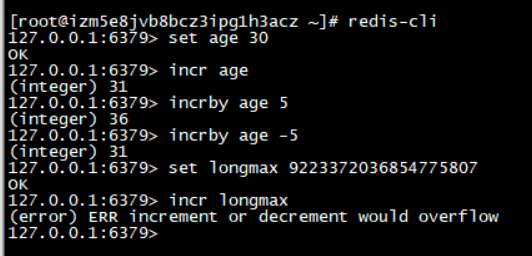 [root@izm5e8jvb8bcz3ipg1h3acz ~]# redis-cli
127.0.0.1:6379> set age 30
OK
127.0.0.1:6379> incr age
(integer) 31
127.0.0.1:6379> incrby age 5
(integer) 36
127.0.0.1:6379> incrby age -5
(integer) 31
127.0.0.1:6379> set longmax 9223372036854775807
OK
127.0.0.1:6379> incr longmax
(error) ERR increment or decrement would overflow
127.0.0.1:6379>